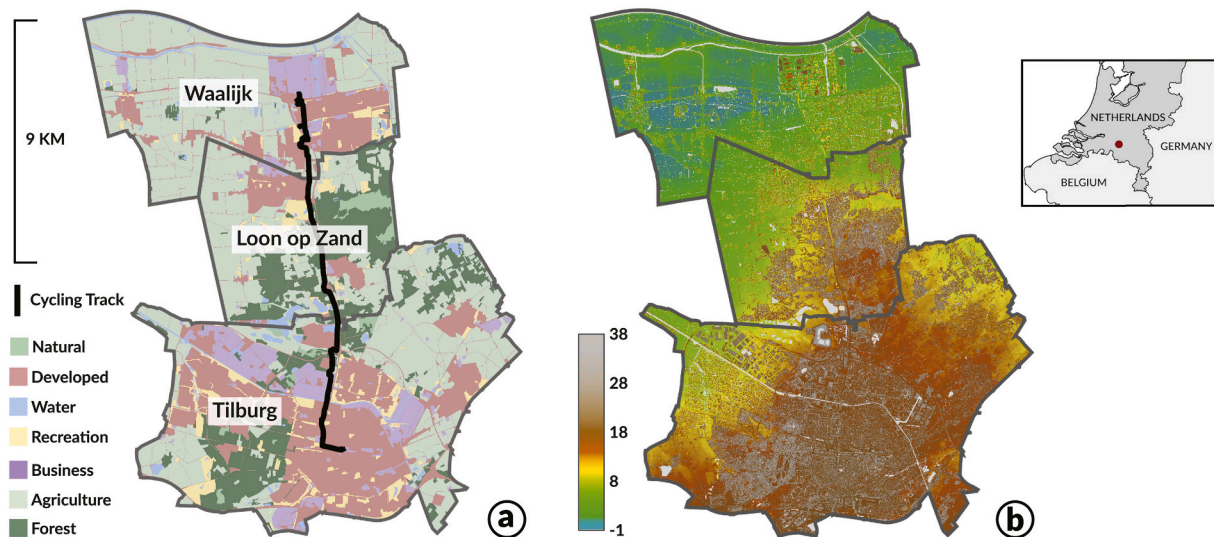 9 KM
Waalijk
Loon op Zand
Tilburg
Cycling Track
Natural
Developed
Water
Recreation
Business
Agriculture
Forest
a
38
28
18
8
-1
b
NETHERLANDS
GERMANY
BELGIUM